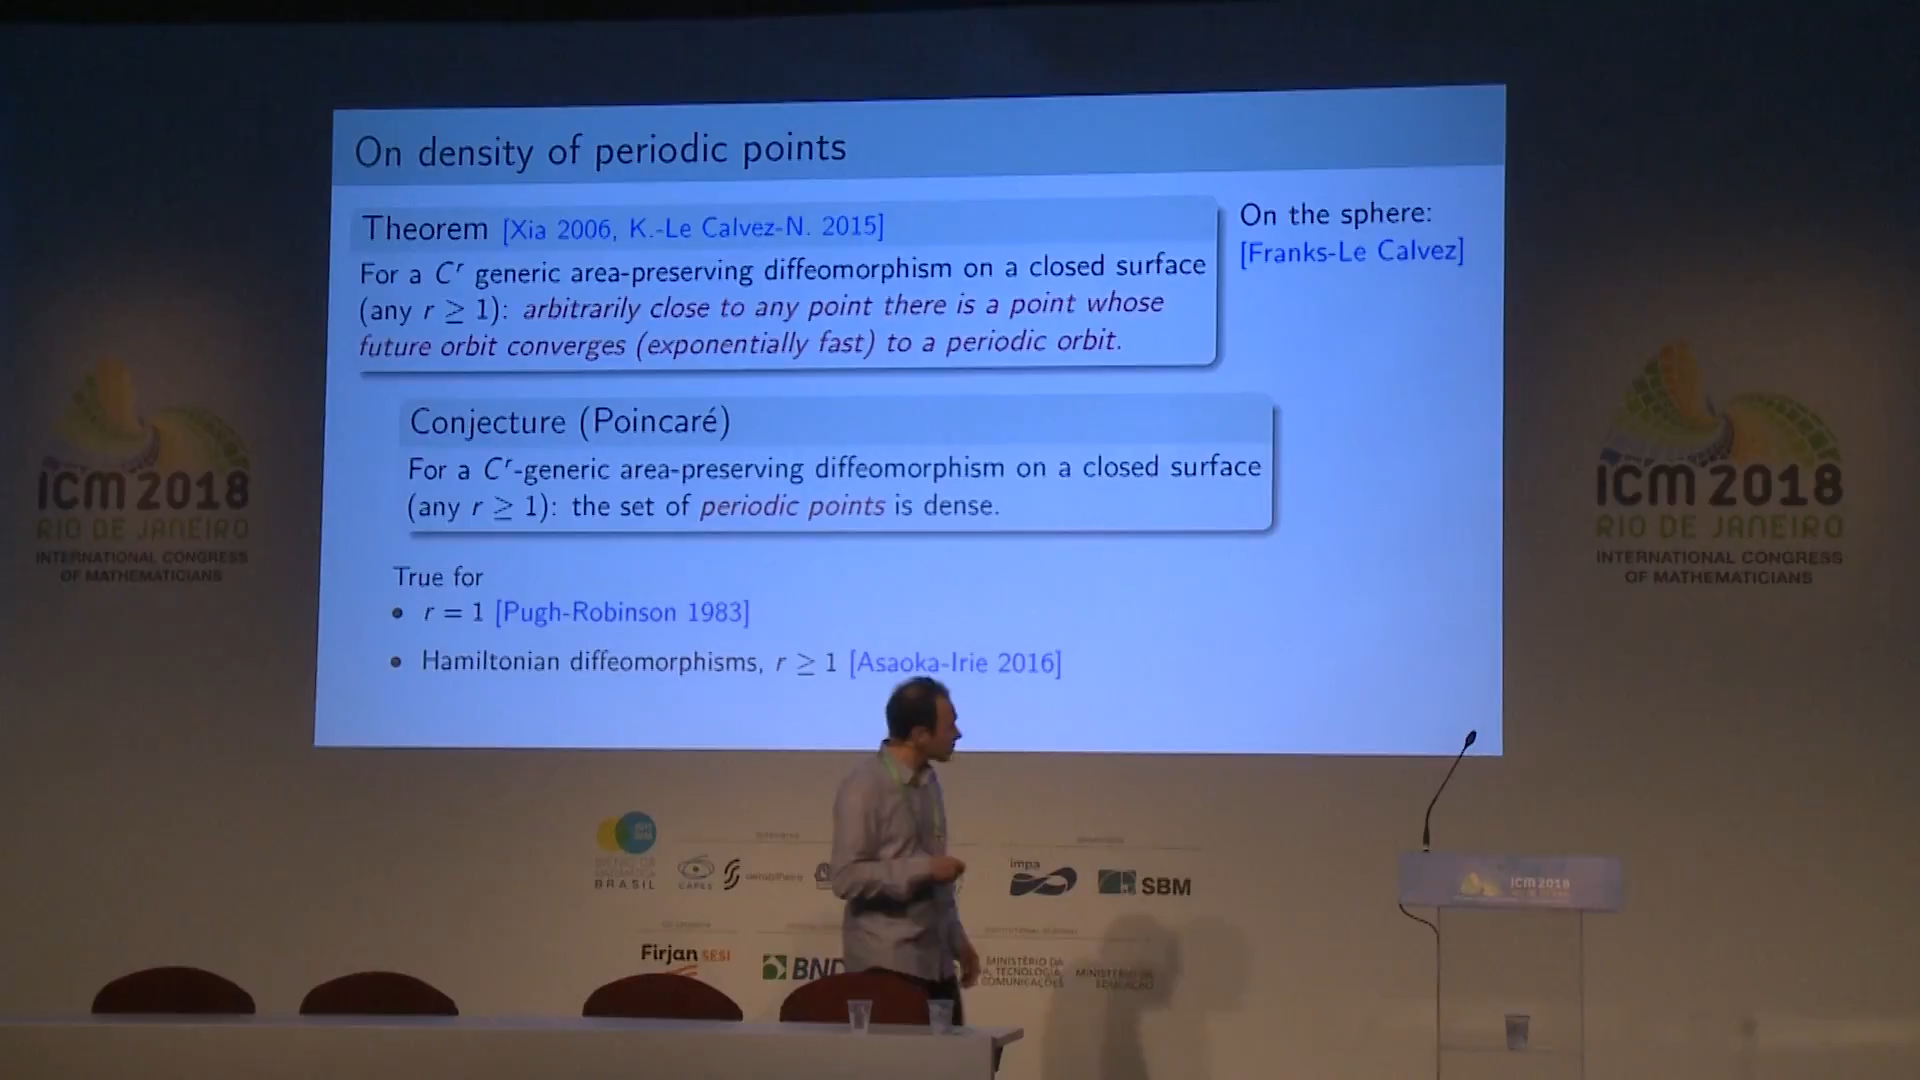 On density of periodic points
Theorem [Xia 2006, K.-Le Calvez-N. 2015]
For a Cʳ generic area-preserving diffeomorphism on a closed surface
(any r ≥ 1): arbitrarily close to any point there is a point whose
future orbit converges (exponentially fast) to a periodic orbit.
On the sphere:
[Franks-Le Calvez]
Conjecture (Poincaré)
For a Cʳ-generic area-preserving diffeomorphism on a closed surface
(any r ≥ 1): the set of periodic points is dense.
True for
• r = 1 [Pugh-Robinson 1983]
• Hamiltonian diffeomorphisms, r ≥ 1 [Asaoka-Irie 2016]
ICM 2018
RIO DE JANEIRO
INTERNATIONAL CONGRESS
OF MATHEMATICIANS
ICM 2018
RIO DE JANEIRO
INTERNATIONAL CONGRESS
OF MATHEMATICIANS
BRASIL
CAPES
impa
SBM
Firjan SESI
BND
MINISTÉRIO DA
TECNOLOGIA
COMUNICAÇÕES
MINISTÉRIO DA
EDUCAÇÃO
ICM 2018